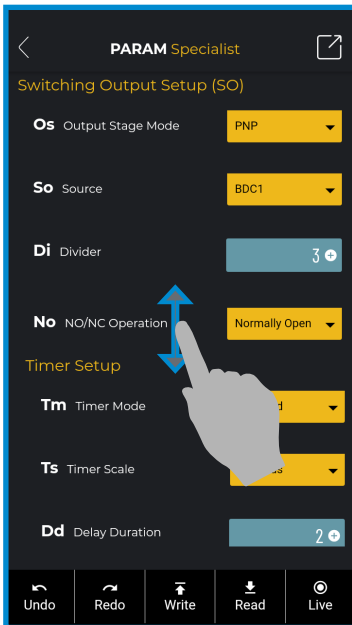 PARAM Specialist
Switching Output Setup (SO)
Os Output Stage Mode PNP
So Source BDC1
Di Divider 3
No NO/NC Operation Normally Open
Timer Setup
Tm Timer Mode
Ts Timer Scale
Dd Delay Duration 2
Undo Redo Write Read Live